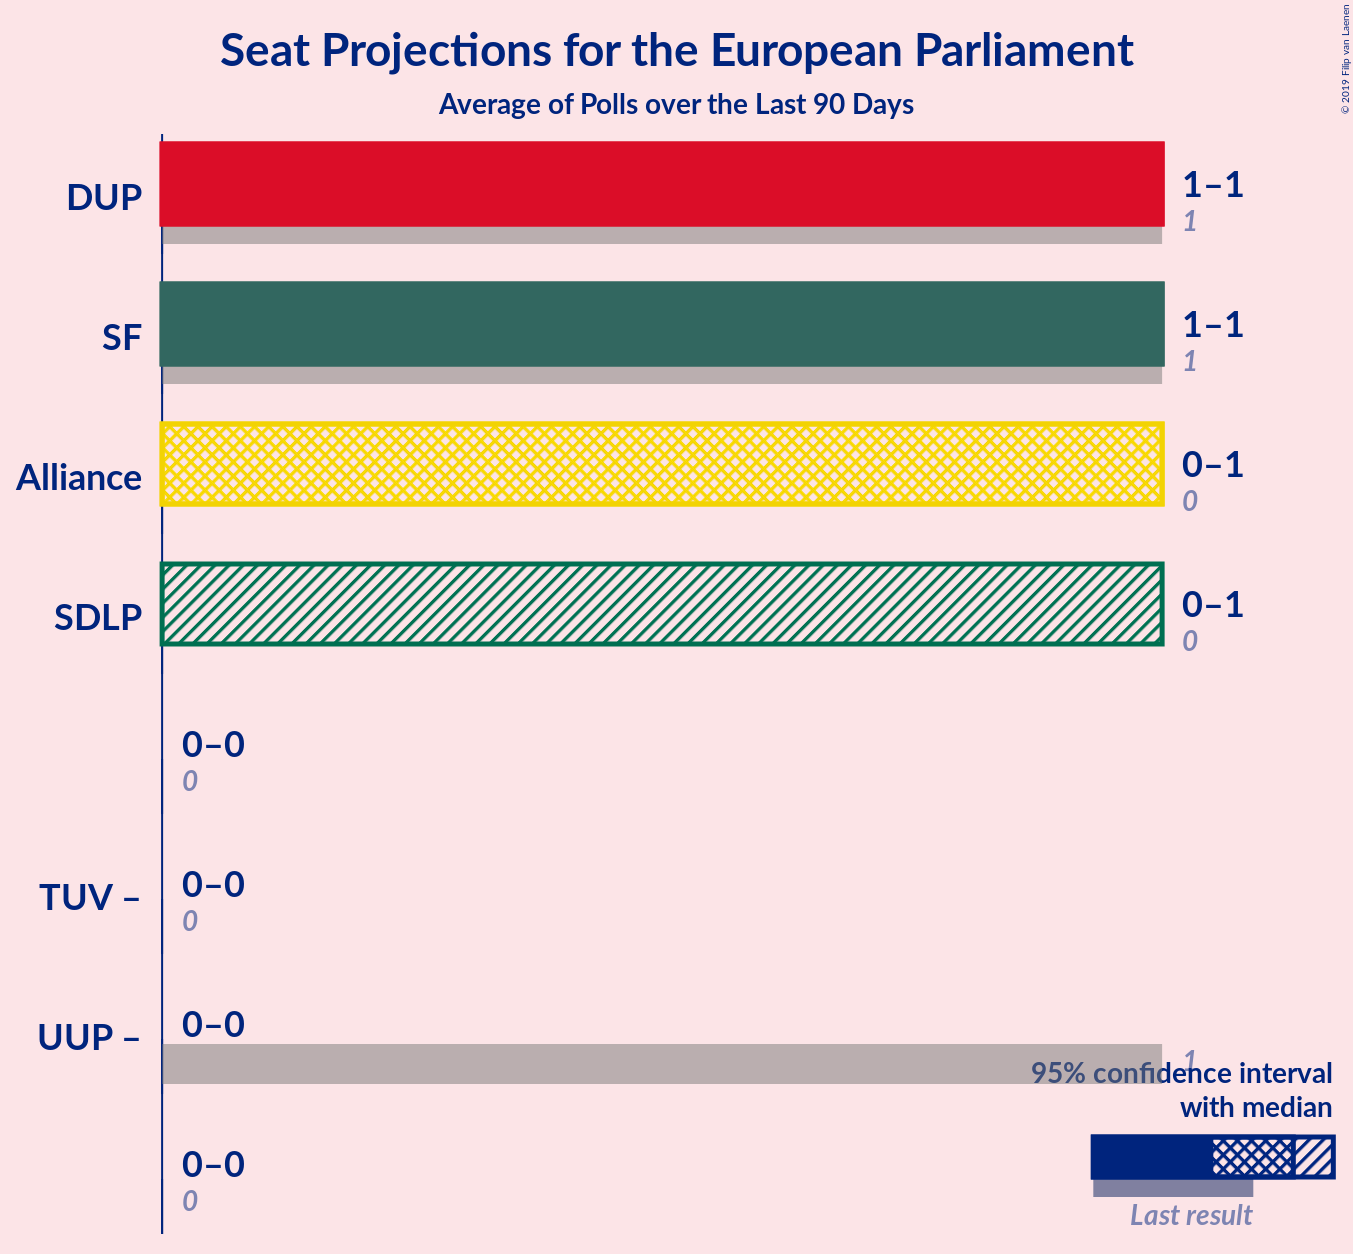 Seat Projections for the European Parliament
Average of Polls over the Last 90 Days
© 2019 Filip van Laenen
DUP
1–1
1
SF
1–1
1
Alliance
0–1
0
SDLP
0–1
0
0–0
0
TUV –
0–0
0
UUP –
0–0
1
0–0
0
95% confidence interval
with median
Last result